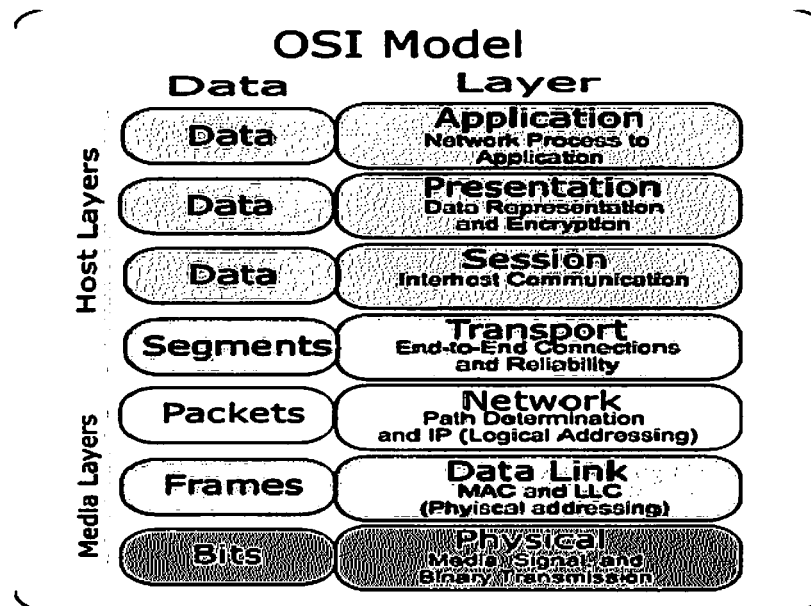 OSI Model
Data Layer
Data Application
Network Process to
Application
Data Presentation
Data Representation
and Encryption
Data Session
Interhost Communication
Segments Transport
End-to-End Connections
and Reliability
Packets Network
Path Determination
and IP (Logical Addressing)
Frames Data Link
MAC and LLC
(Phyiscal addressing)
Bits Physical
Media, Signal, and
Binary Transmission
Host Layers
Media Layers